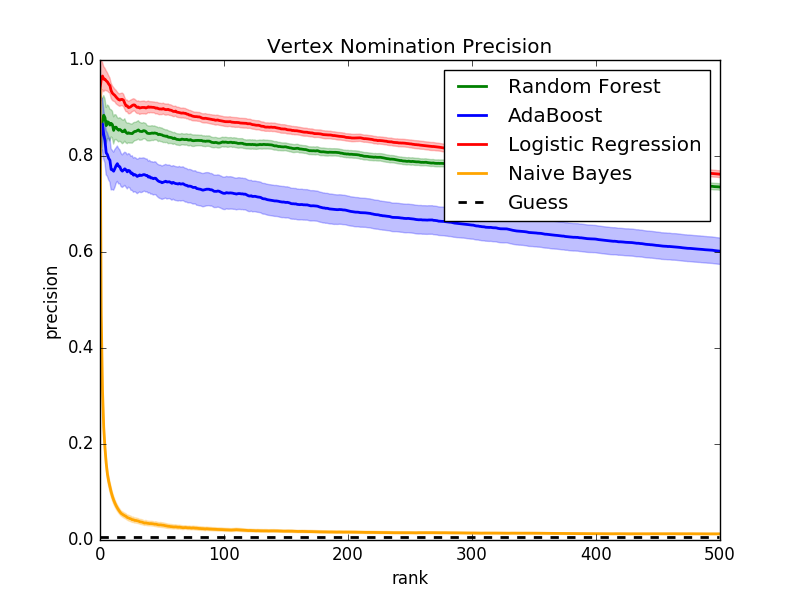 Vertex Nomination Precision
1.0
0.8
0.6
0.4
0.2
0.0
precision
Random Forest
AdaBoost
Logistic Regression
Naive Bayes
Guess
0 100 200 300 400 500
rank